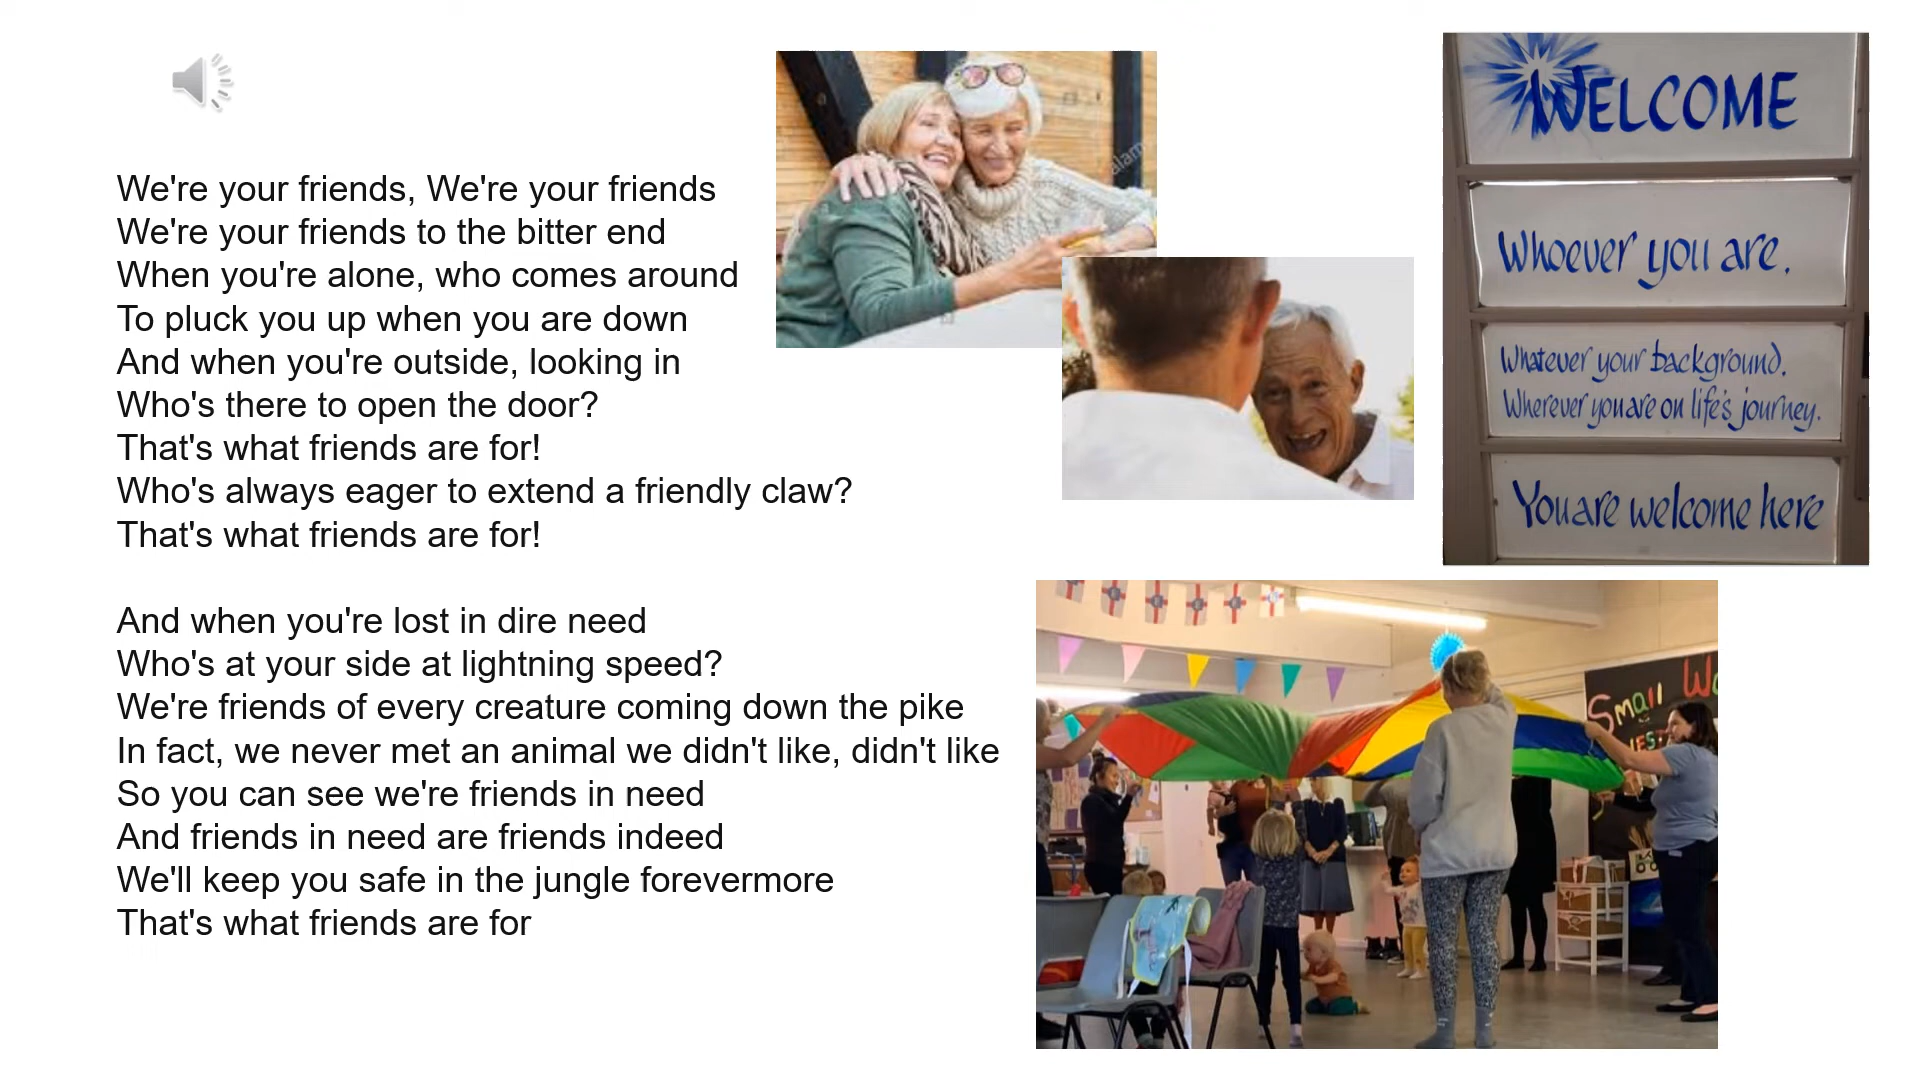 We're your friends, We're your friends
We're your friends to the bitter end
When you're alone, who comes around
To pluck you up when you are down
And when you're outside, looking in
Who's there to open the door?
That's what friends are for!
Who's always eager to extend a friendly claw?
That's what friends are for!
And when you're lost in dire need
Who's at your side at lightning speed?
We're friends of every creature coming down the pike
In fact, we never met an animal we didn't like, didn't like
So you can see we're friends in need
And friends in need are friends indeed
We'll keep you safe in the jungle forevermore
That's what friends are for
alam
WELCOME
Whoever you are.
Whatever your background.
Wherever you are on life's journey.
You are welcome here
Small